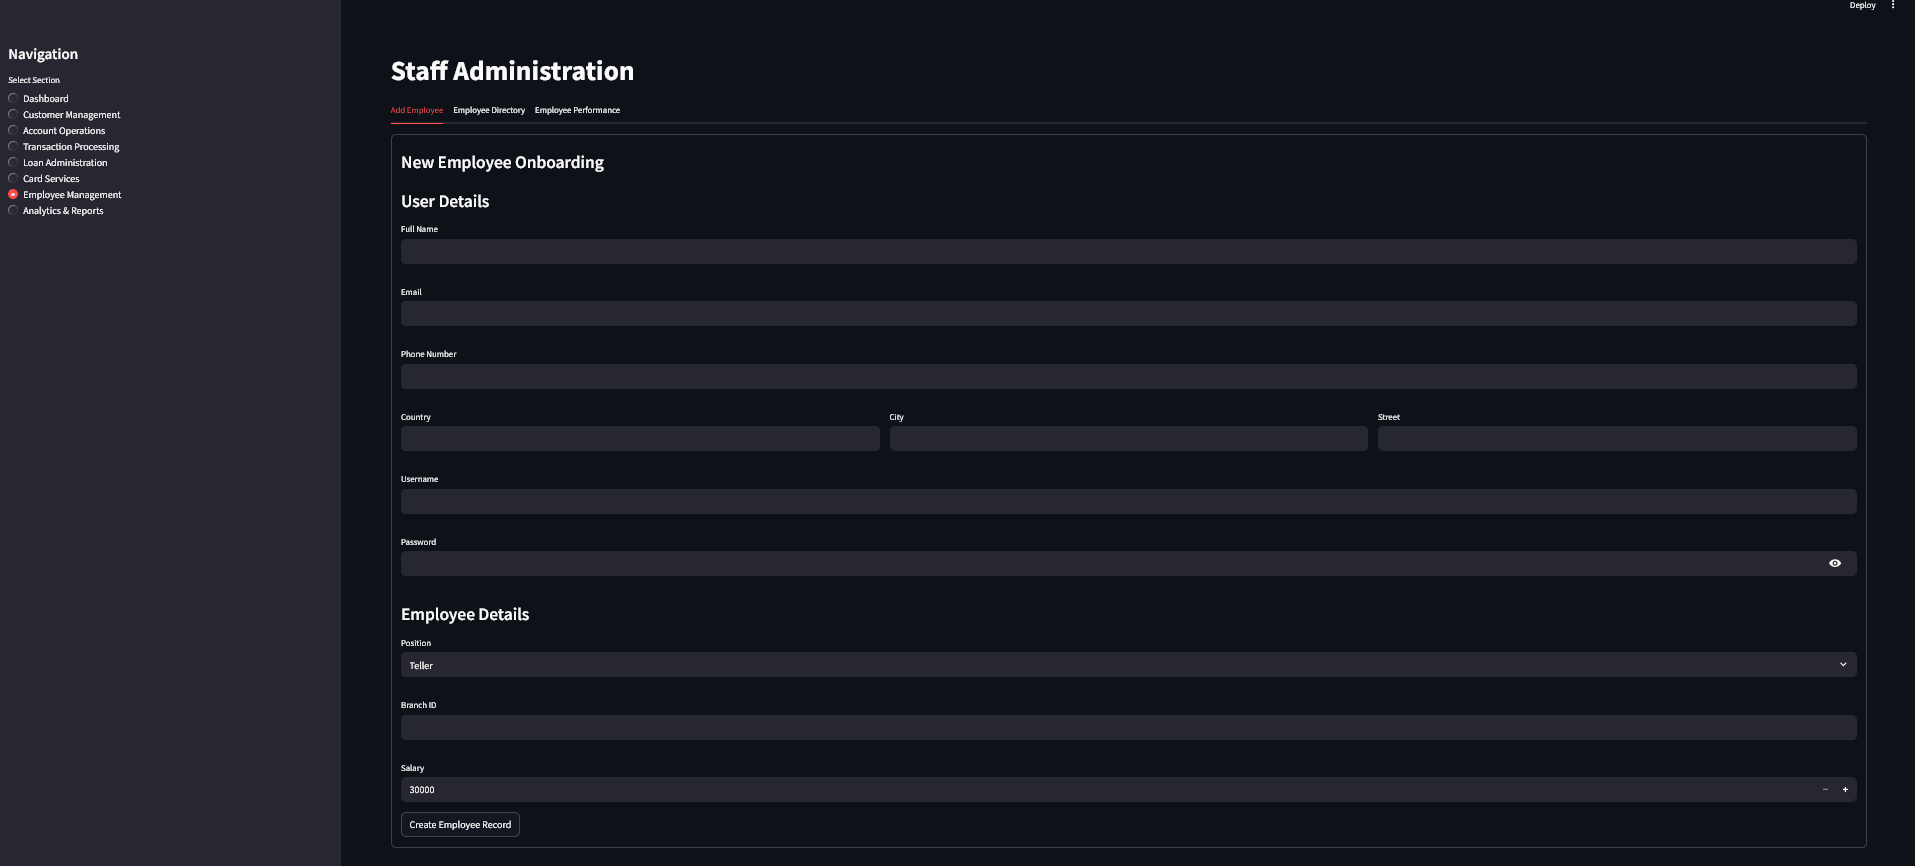 Deploy
Navigation
Select Section
Dashboard
Customer Management
Account Operations
Transaction Processing
Loan Administration
Card Services
Employee Management
Analytics & Reports
Staff Administration
Add Employee Employee Directory Employee Performance
New Employee Onboarding
User Details
Full Name
Email
Phone Number
Country City Street
Username
Password
Employee Details
Position
Teller
Branch ID
Salary
30000
Create Employee Record